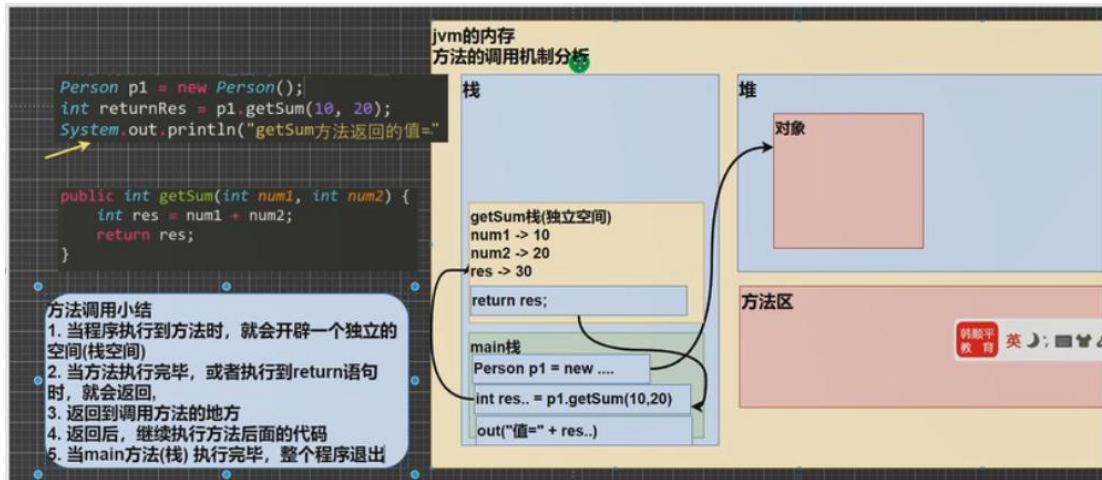 Person p1 = new Person();
int returnRes = p1.getSum(10, 20);
System.out.println("getSum方法返回的值="
public int getSum(int num1, int num2) {
int res = num1 + num2;
return res;
}
方法调用小结
1. 当程序执行到方法时，就会开辟一个独立的
空间(栈空间)
2. 当方法执行完毕，或者执行到return语句
时，就会返回,
3. 返回到调用方法的地方
4. 返回后，继续执行方法后面的代码
5. 当main方法(栈) 执行完毕，整个程序退出
jvm的内存
方法的调用机制分析
栈
getSum栈(独立空间)
num1 -> 10
num2 -> 20
res -> 30
return res;
main栈
Person p1 = new ....
int res.. = p1.getSum(10,20)
out("值=" + res..)
堆
对象
方法区
韩顺平
教育
英